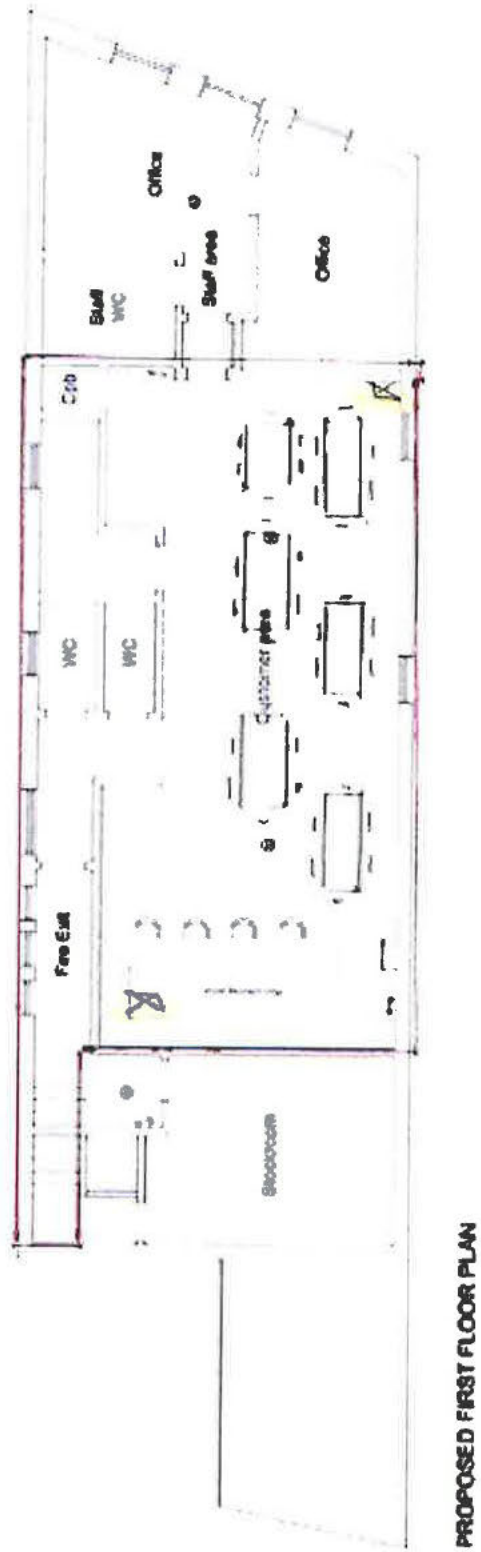 Office
Staff
WC
Staff area
Office
WC
WC
Customer area
Fire Exit
Stockroom
PROPOSED FIRST FLOOR PLAN